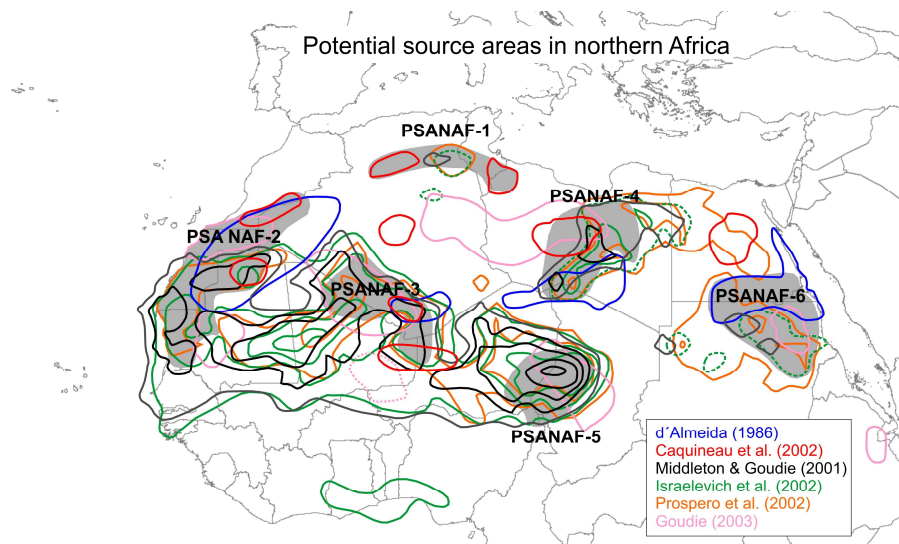 Potential source areas in northern Africa
PSANAF-1
PSANAF-4
PSA NAF-2
PSANAF-3
PSANAF-6
PSANAF-5
d´Almeida (1986)
Caquineau et al. (2002)
Middleton & Goudie (2001)
Israelevich et al. (2002)
Prospero et al. (2002)
Goudie (2003)